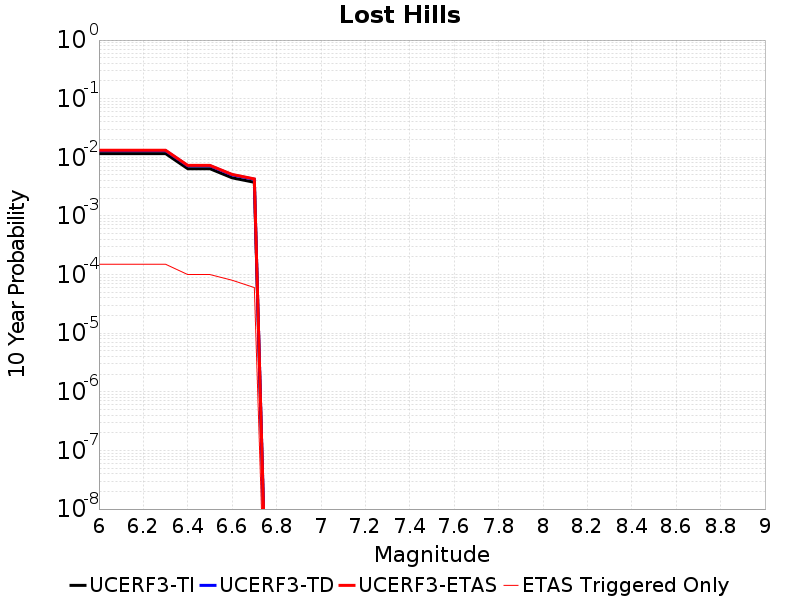 Lost Hills
10 Year Probability
10^0
10^-1
10^-2
10^-3
10^-4
10^-5
10^-6
10^-7
10^-8
6 6.2 6.4 6.6 6.8 7 7.2 7.4 7.6 7.8 8 8.2 8.4 8.6 8.8 9
Magnitude
UCERF3-TI UCERF3-TD UCERF3-ETAS ETAS Triggered Only